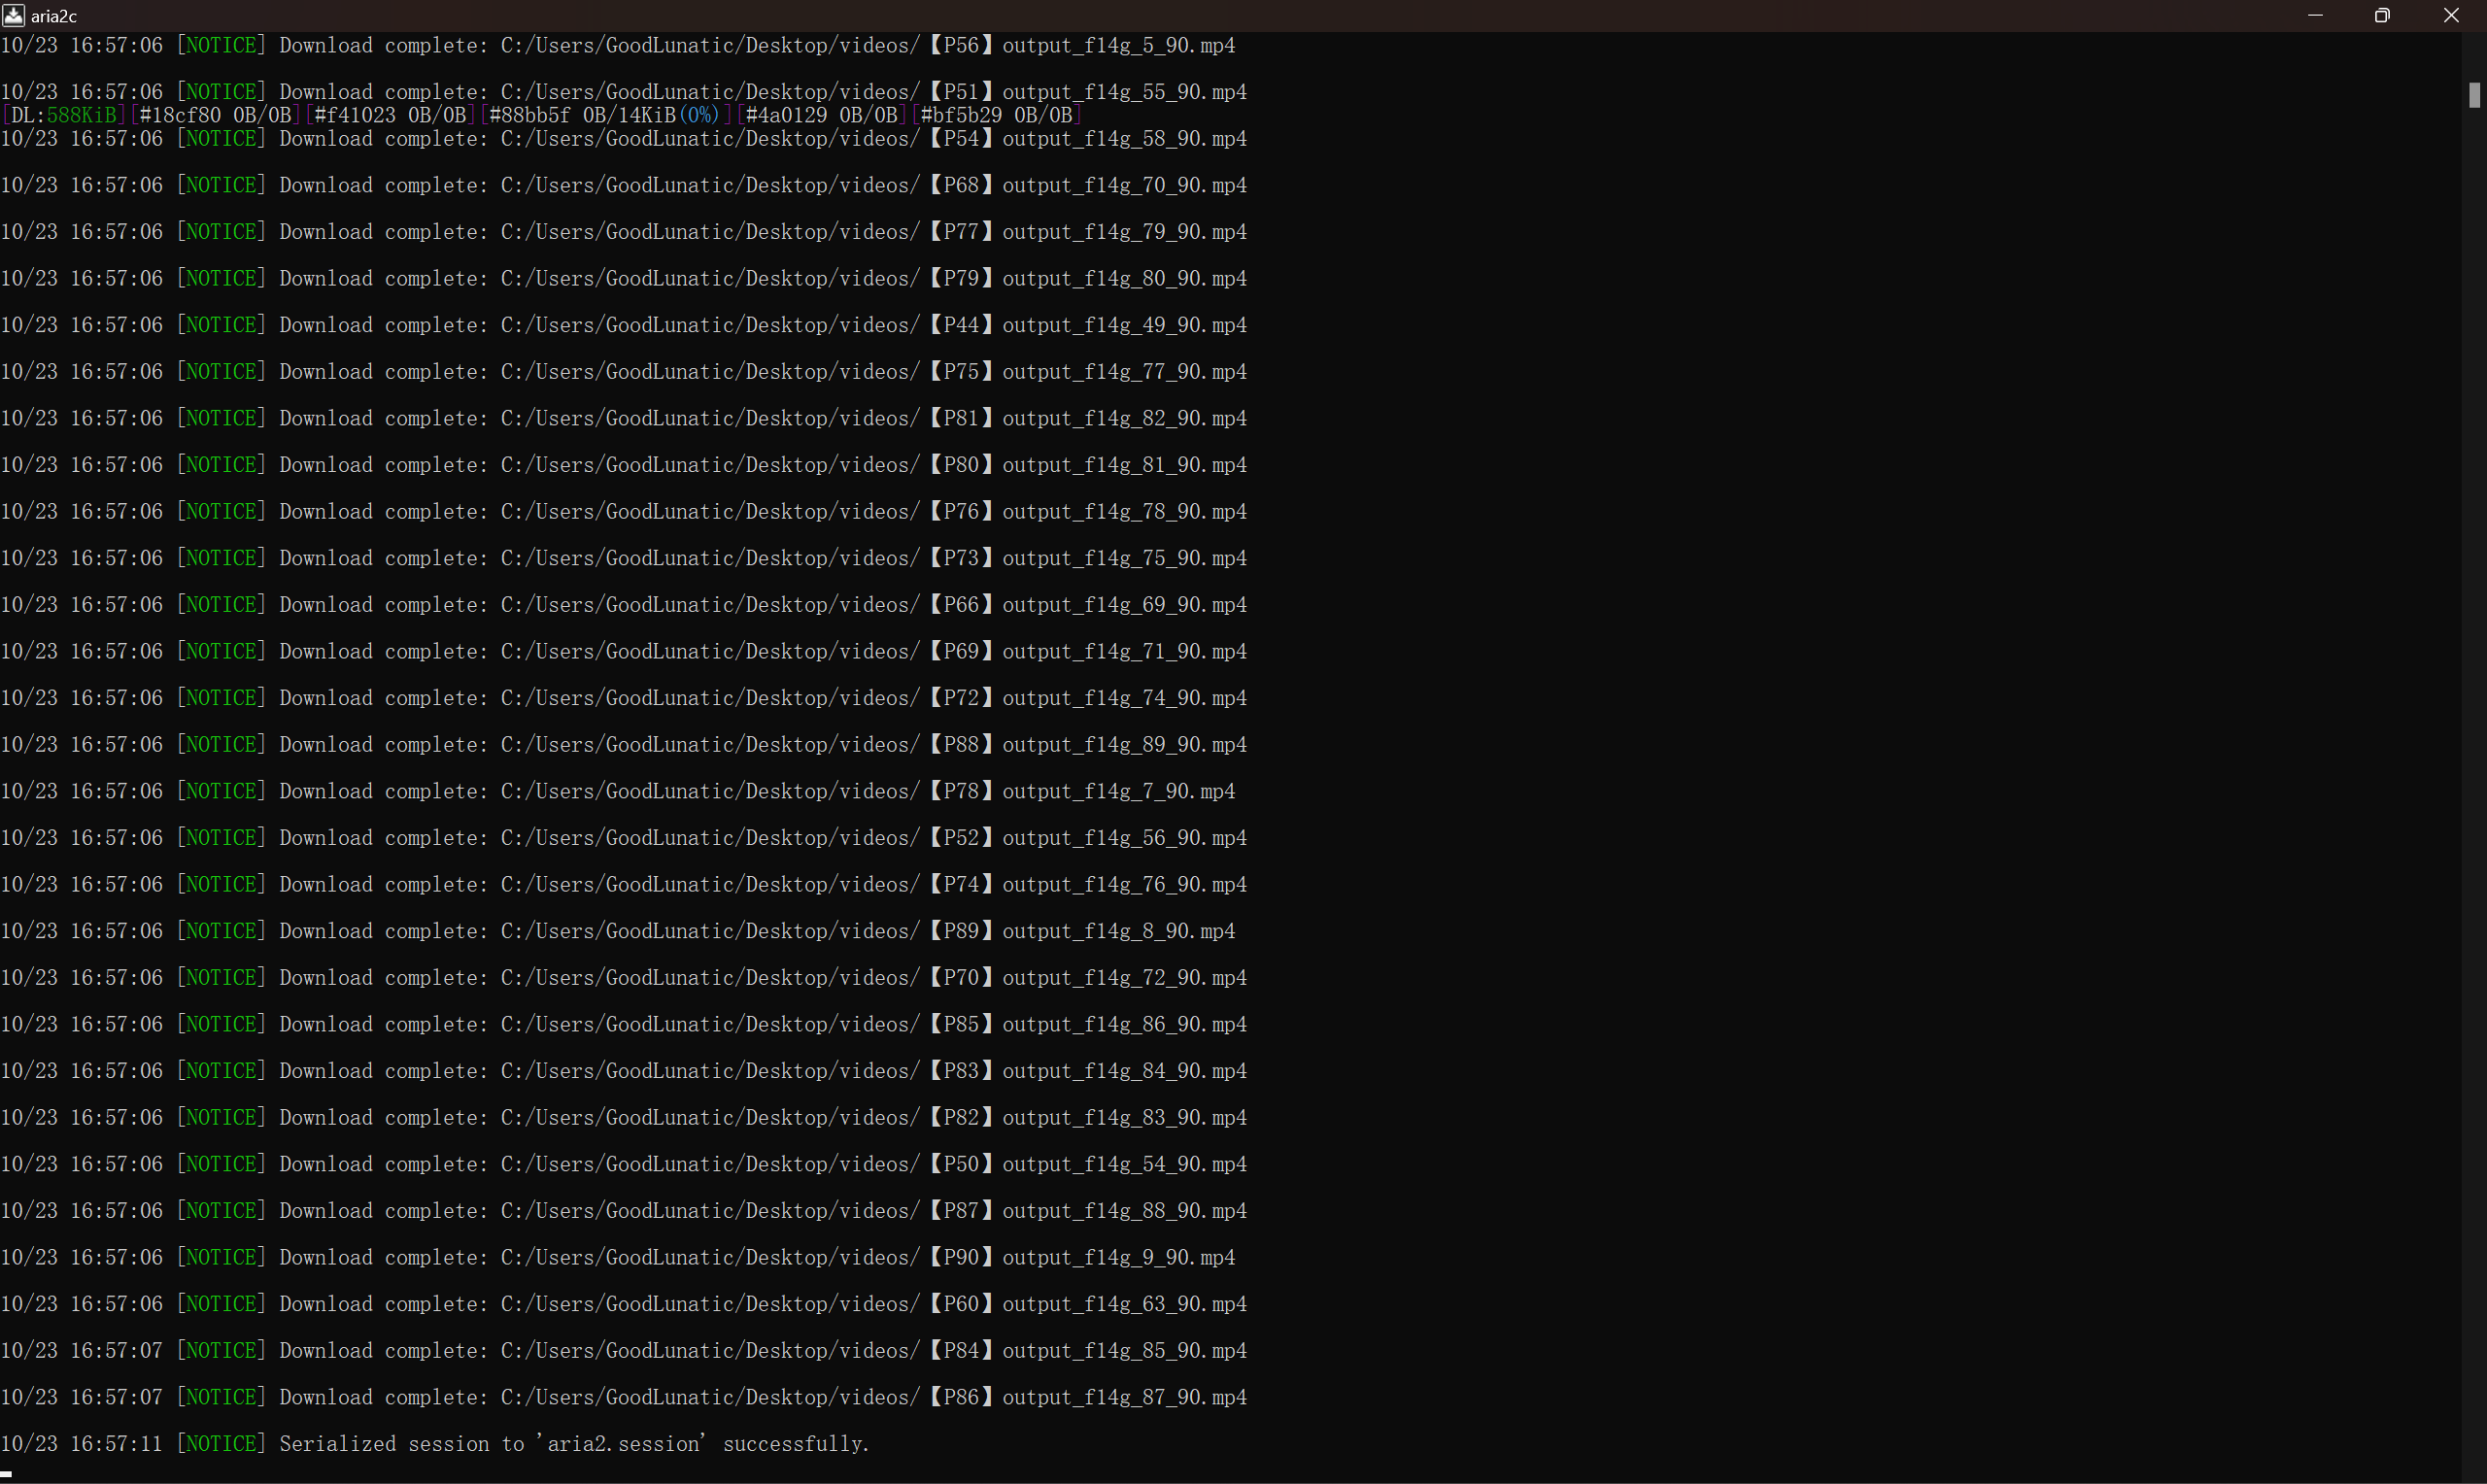 aria2c
10/23 16:57:06 [NOTICE] Download complete: C:/Users/GoodLunatic/Desktop/videos/【P56】output_f14g_5_90.mp4
10/23 16:57:06 [NOTICE] Download complete: C:/Users/GoodLunatic/Desktop/videos/【P51】output_f14g_55_90.mp4
[DL:588KiB][#18cf80 0B/0B][#f41023 0B/0B][#88bb5f 0B/14KiB(0%)][#4a0129 0B/0B][#bf5b29 0B/0B]
10/23 16:57:06 [NOTICE] Download complete: C:/Users/GoodLunatic/Desktop/videos/【P54】output_f14g_58_90.mp4
10/23 16:57:06 [NOTICE] Download complete: C:/Users/GoodLunatic/Desktop/videos/【P68】output_f14g_70_90.mp4
10/23 16:57:06 [NOTICE] Download complete: C:/Users/GoodLunatic/Desktop/videos/【P77】output_f14g_79_90.mp4
10/23 16:57:06 [NOTICE] Download complete: C:/Users/GoodLunatic/Desktop/videos/【P79】output_f14g_80_90.mp4
10/23 16:57:06 [NOTICE] Download complete: C:/Users/GoodLunatic/Desktop/videos/【P44】output_f14g_49_90.mp4
10/23 16:57:06 [NOTICE] Download complete: C:/Users/GoodLunatic/Desktop/videos/【P75】output_f14g_77_90.mp4
10/23 16:57:06 [NOTICE] Download complete: C:/Users/GoodLunatic/Desktop/videos/【P81】output_f14g_82_90.mp4
10/23 16:57:06 [NOTICE] Download complete: C:/Users/GoodLunatic/Desktop/videos/【P80】output_f14g_81_90.mp4
10/23 16:57:06 [NOTICE] Download complete: C:/Users/GoodLunatic/Desktop/videos/【P76】output_f14g_78_90.mp4
10/23 16:57:06 [NOTICE] Download complete: C:/Users/GoodLunatic/Desktop/videos/【P73】output_f14g_75_90.mp4
10/23 16:57:06 [NOTICE] Download complete: C:/Users/GoodLunatic/Desktop/videos/【P66】output_f14g_69_90.mp4
10/23 16:57:06 [NOTICE] Download complete: C:/Users/GoodLunatic/Desktop/videos/【P69】output_f14g_71_90.mp4
10/23 16:57:06 [NOTICE] Download complete: C:/Users/GoodLunatic/Desktop/videos/【P72】output_f14g_74_90.mp4
10/23 16:57:06 [NOTICE] Download complete: C:/Users/GoodLunatic/Desktop/videos/【P88】output_f14g_89_90.mp4
10/23 16:57:06 [NOTICE] Download complete: C:/Users/GoodLunatic/Desktop/videos/【P78】output_f14g_7_90.mp4
10/23 16:57:06 [NOTICE] Download complete: C:/Users/GoodLunatic/Desktop/videos/【P52】output_f14g_56_90.mp4
10/23 16:57:06 [NOTICE] Download complete: C:/Users/GoodLunatic/Desktop/videos/【P74】output_f14g_76_90.mp4
10/23 16:57:06 [NOTICE] Download complete: C:/Users/GoodLunatic/Desktop/videos/【P89】output_f14g_8_90.mp4
10/23 16:57:06 [NOTICE] Download complete: C:/Users/GoodLunatic/Desktop/videos/【P70】output_f14g_72_90.mp4
10/23 16:57:06 [NOTICE] Download complete: C:/Users/GoodLunatic/Desktop/videos/【P85】output_f14g_86_90.mp4
10/23 16:57:06 [NOTICE] Download complete: C:/Users/GoodLunatic/Desktop/videos/【P83】output_f14g_84_90.mp4
10/23 16:57:06 [NOTICE] Download complete: C:/Users/GoodLunatic/Desktop/videos/【P82】output_f14g_83_90.mp4
10/23 16:57:06 [NOTICE] Download complete: C:/Users/GoodLunatic/Desktop/videos/【P50】output_f14g_54_90.mp4
10/23 16:57:06 [NOTICE] Download complete: C:/Users/GoodLunatic/Desktop/videos/【P87】output_f14g_88_90.mp4
10/23 16:57:06 [NOTICE] Download complete: C:/Users/GoodLunatic/Desktop/videos/【P90】output_f14g_9_90.mp4
10/23 16:57:06 [NOTICE] Download complete: C:/Users/GoodLunatic/Desktop/videos/【P60】output_f14g_63_90.mp4
10/23 16:57:07 [NOTICE] Download complete: C:/Users/GoodLunatic/Desktop/videos/【P84】output_f14g_85_90.mp4
10/23 16:57:07 [NOTICE] Download complete: C:/Users/GoodLunatic/Desktop/videos/【P86】output_f14g_87_90.mp4
10/23 16:57:11 [NOTICE] Serialized session to 'aria2.session' successfully.